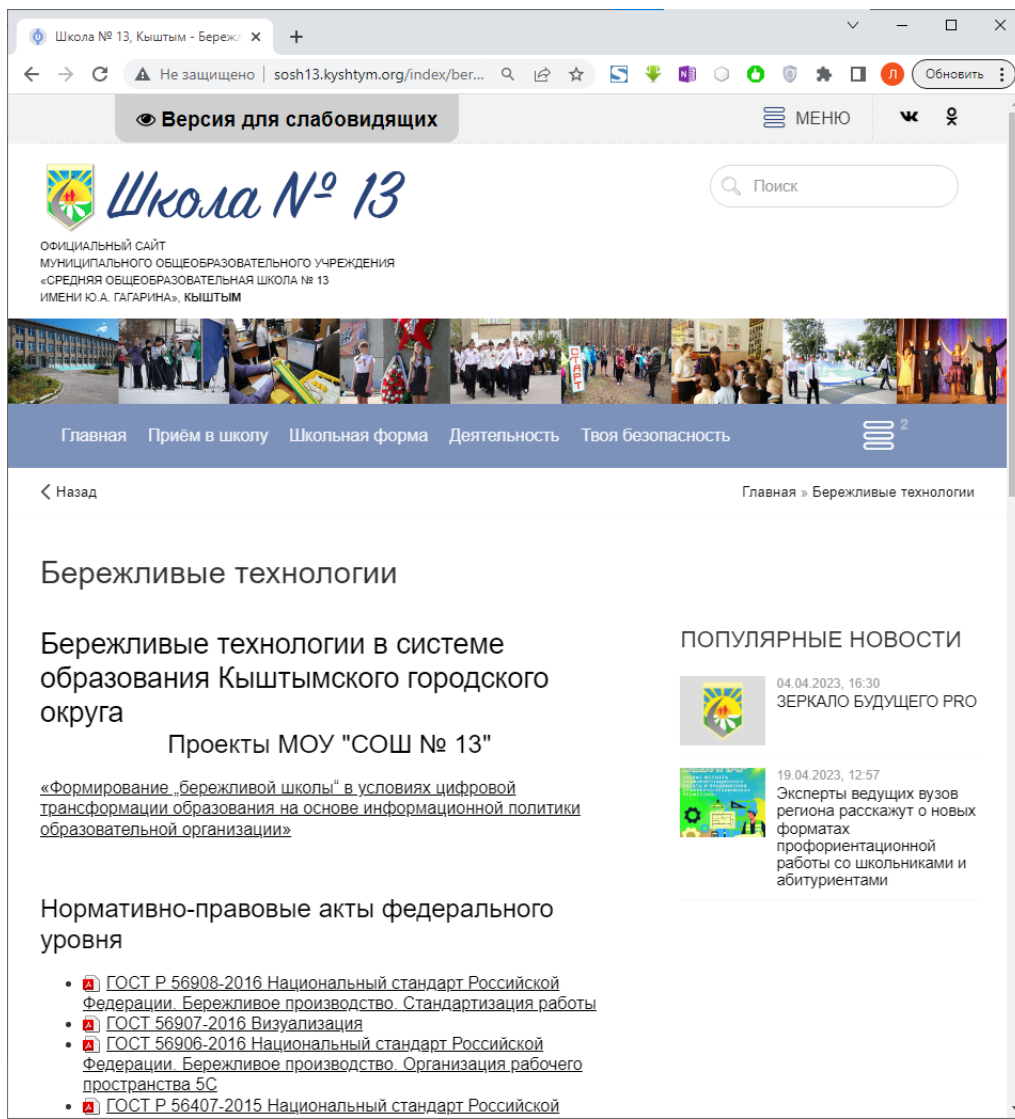 Школа № 13, Кыштым - Бережл
Не защищено
sosh13.kyshtym.org/index/ber...
Л
Обновить
Версия для слабовидящих
МЕНЮ
Школа № 13
Поиск
ОФИЦИАЛЬНЫЙ САЙТ
МУНИЦИПАЛЬНОГО ОБЩЕОБРАЗОВАТЕЛЬНОГО УЧРЕЖДЕНИЯ
«СРЕДНЯЯ ОБЩЕОБРАЗОВАТЕЛЬНАЯ ШКОЛА № 13
ИМЕНИ Ю.А. ГАГАРИНА», КЫШТЫМ
СТАРТ
Главная Приём в школу Школьная форма Деятельность Твоя безопасность
2
Назад
Главная » Бережливые технологии
Бережливые технологии
Бережливые технологии в системе
образования Кыштымского городского
округа
Проекты МОУ "СОШ № 13"
«Формирование „бережливой школы“ в условиях цифровой
трансформации образования на основе информационной политики
образовательной организации»
Нормативно-правовые акты федерального
уровня
ГОСТ Р 56908-2016 Национальный стандарт Российской
Федерации. Бережливое производство. Стандартизация работы
ГОСТ 56907-2016 Визуализация
ГОСТ 56906-2016 Национальный стандарт Российской
Федерации. Бережливое производство. Организация рабочего
пространства 5С
ГОСТ Р 56407-2015 Национальный стандарт Российской
ПОПУЛЯРНЫЕ НОВОСТИ
04.04.2023, 16:30
ЗЕРКАЛО БУДУЩЕГО PRO
19.04.2023, 12:57
Эксперты ведущих вузов
региона расскажут о новых
форматах
профориентационной
работы со школьниками и
абитуриентами